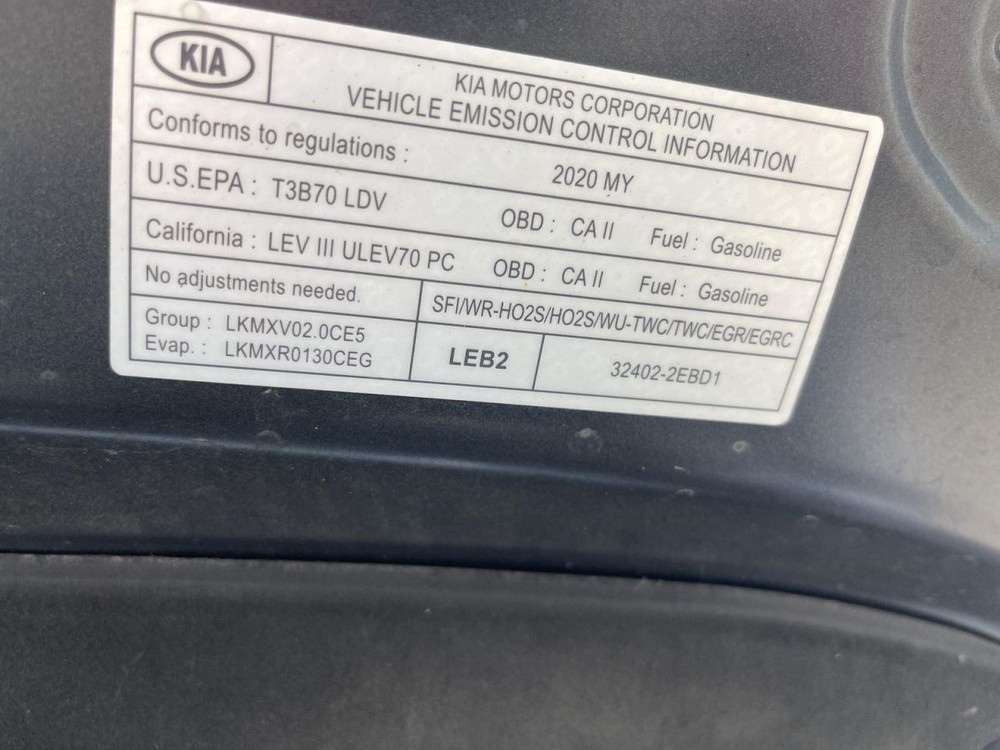 KIA
KIA MOTORS CORPORATION
VEHICLE EMISSION CONTROL INFORMATION
Conforms to regulations : 2020 MY
U.S.EPA : T3B70 LDV OBD : CA II Fuel : Gasoline
California : LEV III ULEV70 PC OBD : CA II Fuel : Gasoline
No adjustments needed. SFI/WR-HO2S/HO2S/WU-TWC/TWC/EGR/EGRC
Group : LKMXV02.0CE5
Evap. : LKMXR0130CEG
LEB2
32402-2EBD1